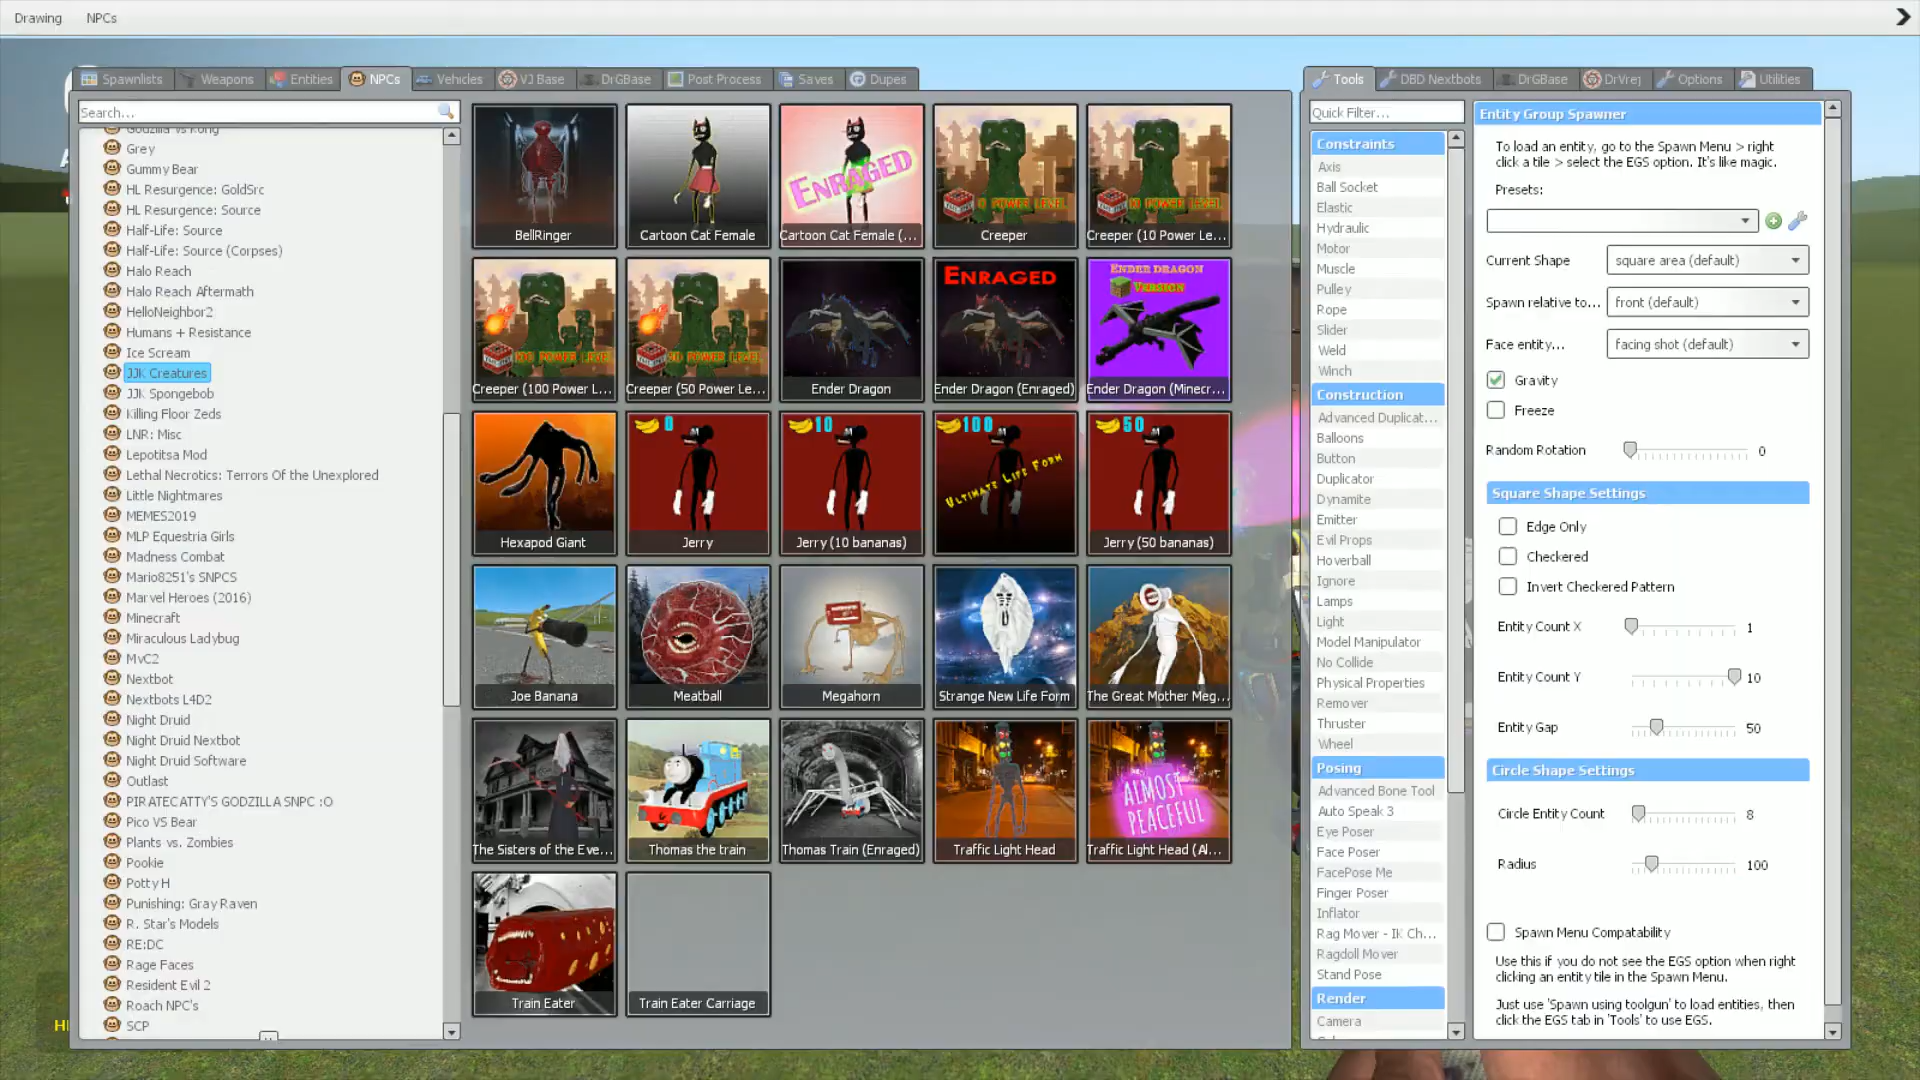 Drawing NPCs
Spawnlists Weapons Entities NPCs Vehicles VJ Base DrGBase Post Process Saves Dupes
Search...
Godzilla vs Kong
Grey
Gummy Bear
HL Resurgence: GoldSrc
HL Resurgence: Source
Half-Life: Source
Half-Life: Source (Corpses)
Halo Reach
Halo Reach Aftermath
HelloNeighbor2
Humans + Resistance
Ice Scream
JJK Creatures
JJK Spongebob
Killing Floor Zeds
LNR: Misc
Lepotitsa Mod
Lethal Necrotics: Terrors Of the Unexplored
Little Nightmares
MEMES2019
MLP Equestria Girls
Madness Combat
Mario8251's SNPCS
Marvel Heroes (2016)
Minecraft
Miraculous Ladybug
MvC2
Nextbot
Nextbots L4D2
Night Druid
Night Druid Nextbot
Night Druid Software
Outlast
PIRATECATTY'S GODZILLA SNPC :O
Pico VS Bear
Plants vs. Zombies
Pookie
Potty H
Punishing: Gray Raven
R. Star's Models
RE:DC
Rage Faces
Resident Evil 2
Roach NPC's
SCP
ENRAGED
0 POWER LEVEL
10 POWER LEVEL
BellRinger
Cartoon Cat Female
Cartoon Cat Female (...
Creeper
Creeper (10 Power Le...
100 POWER LEVEL
50 POWER LEVEL
ENRAGED
ENDER DRAGON
VERSION
Creeper (100 Power L...
Creeper (50 Power Le...
Ender Dragon
Ender Dragon (Enraged)
Ender Dragon (Minecr...
0
10
100
50
ULTIMATE LIFE FORM
Hexapod Giant
Jerry
Jerry (10 bananas)
Jerry (50 bananas)
Joe Banana
Meatball
Megahorn
Strange New Life Form
The Great Mother Meg...
ALMOST
PEACEFUL
The Sisters of the Eve...
Thomas the train
Thomas Train (Enraged)
Traffic Light Head
Traffic Light Head (Al...
Train Eater
Train Eater Carriage
Tools DBD Nextbots DrGBase DrVrej Options Utilities
Quick Filter...
Constraints
Axis
Ball Socket
Elastic
Hydraulic
Motor
Muscle
Pulley
Rope
Slider
Weld
Winch
Construction
Advanced Duplicat...
Balloons
Button
Duplicator
Dynamite
Emitter
Evil Props
Hoverball
Ignore
Lamps
Light
Model Manipulator
No Collide
Physical Properties
Remover
Thruster
Wheel
Posing
Advanced Bone Tool
Auto Speak 3
Eye Poser
Face Poser
FacePose Me
Finger Poser
Inflator
Rag Mover - IK Ch...
Ragdoll Mover
Stand Pose
Render
Camera
Entity Group Spawner
To load an entity, go to the Spawn Menu > right
click a tile > select the EGS option. It's like magic.
Presets:
Current Shape square area (default)
Spawn relative to... front (default)
Face entity... facing shot (default)
Gravity
Freeze
Random Rotation 0
Square Shape Settings
Edge Only
Checkered
Invert Checkered Pattern
Entity Count X 1
Entity Count Y 10
Entity Gap 50
Circle Shape Settings
Circle Entity Count 8
Radius 100
Spawn Menu Compatability
Use this if you do not see the EGS option when right
clicking an entity tile in the Spawn Menu.
Just use 'Spawn using toolgun' to load entities, then
click the EGS tab in 'Tools' to use EGS.